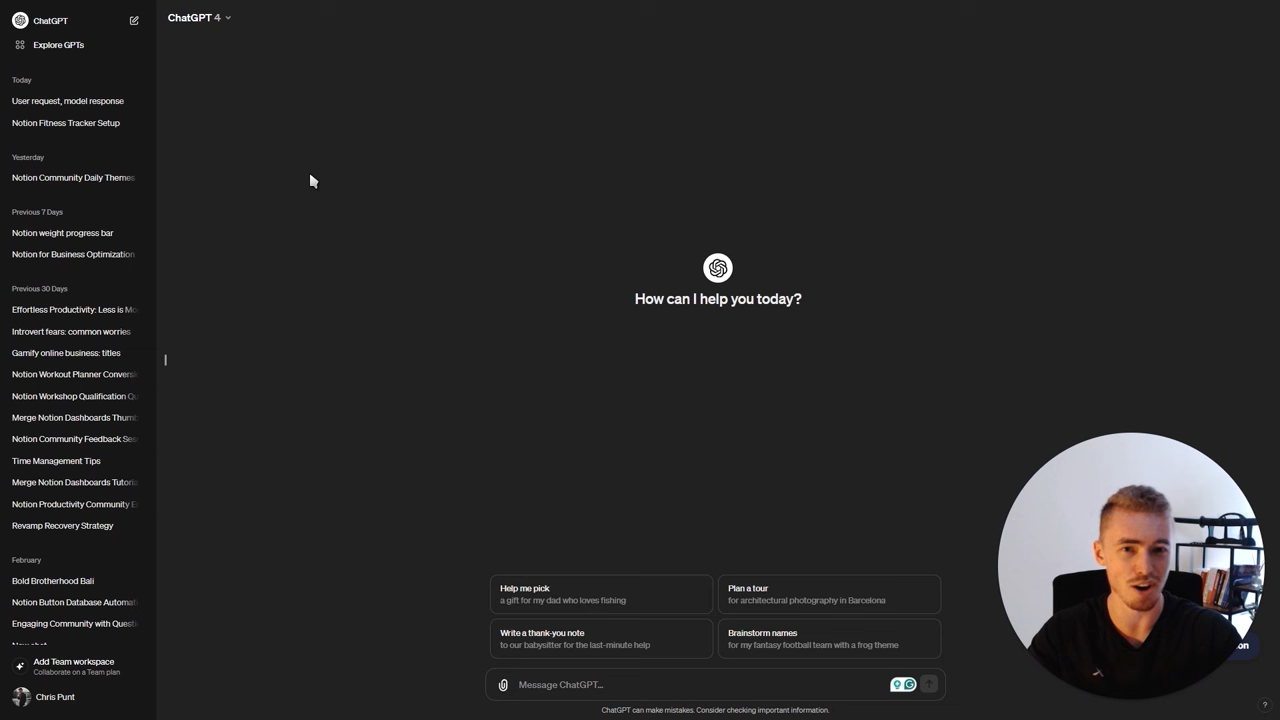 ChatGPT
Explore GPTs
Today
User request, model response
Notion Fitness Tracker Setup
Yesterday
Notion Community Daily Themes
Previous 7 Days
Notion weight progress bar
Notion for Business Optimization
Previous 30 Days
Effortless Productivity: Less is Mo
Introvert fears: common worries
Gamify online business: titles
Notion Workout Planner Convers
Notion Workshop Qualification Q
Merge Notion Dashboards Thum
Notion Community Feedback Ses
Time Management Tips
Merge Notion Dashboards Tutoria
Notion Productivity Community E
Revamp Recovery Strategy
February
Bold Brotherhood Bali
Notion Button Database Automat
Engaging Community with Questi
New chat
Add Team workspace
Collaborate on a Team plan
Chris Punt
ChatGPT 4
How can I help you today?
Help me pick
a gift for my dad who loves fishing
Plan a tour
for architectural photography in Barcelona
Write a thank-you note
to our babysitter for the last-minute help
Brainstorm names
for my fantasy football team with a frog theme
Message ChatGPT...
ChatGPT can make mistakes. Consider checking important information.
on
?